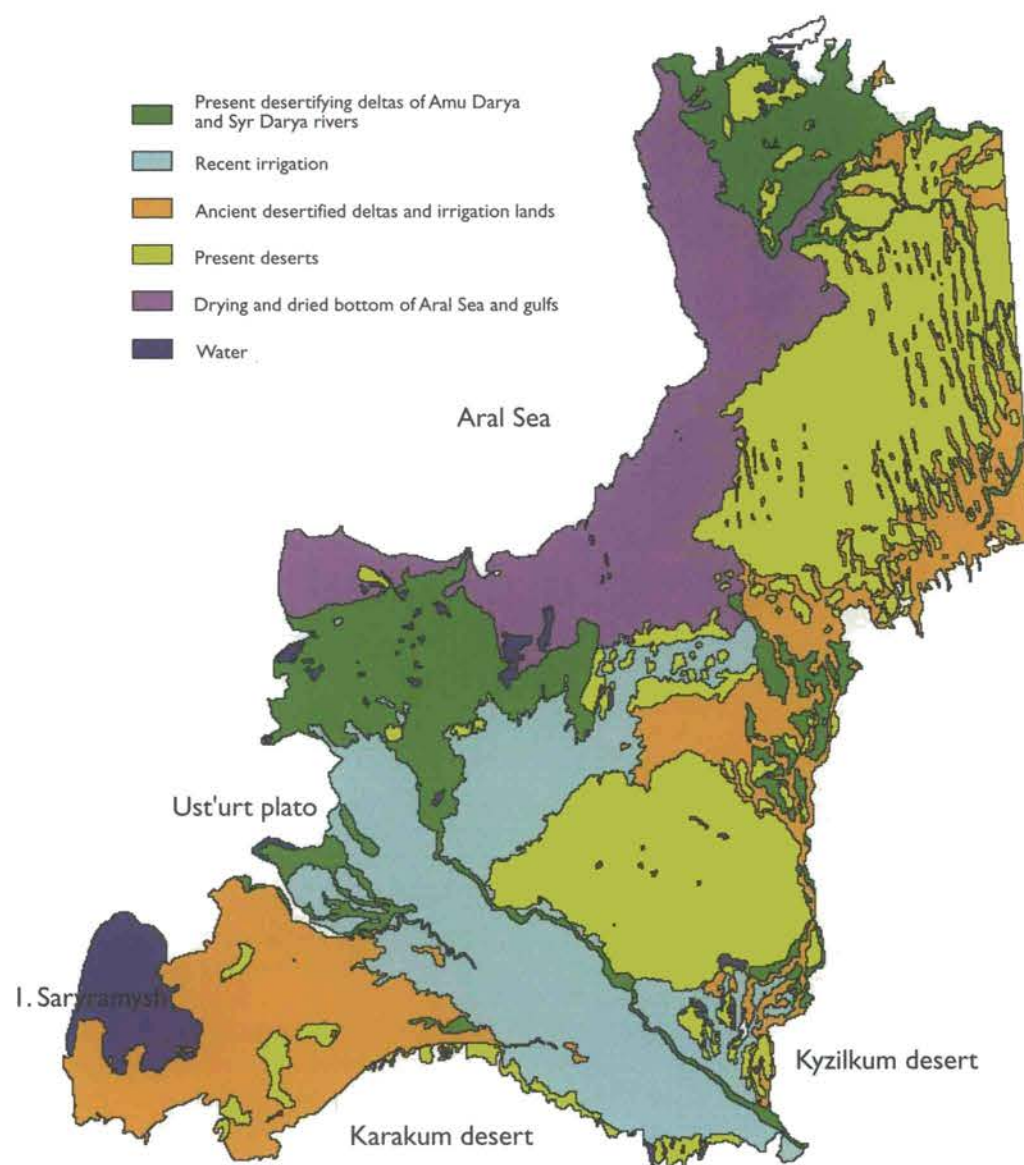 Present desertifying deltas of Amu Darya
and Syr Darya rivers
Recent irrigation
Ancient desertified deltas and irrigation lands
Present deserts
Drying and dried bottom of Aral Sea and gulfs
Water
Aral Sea
Ust'urt plato
l. Saryramysh
Kyzilkum desert
Karakum desert